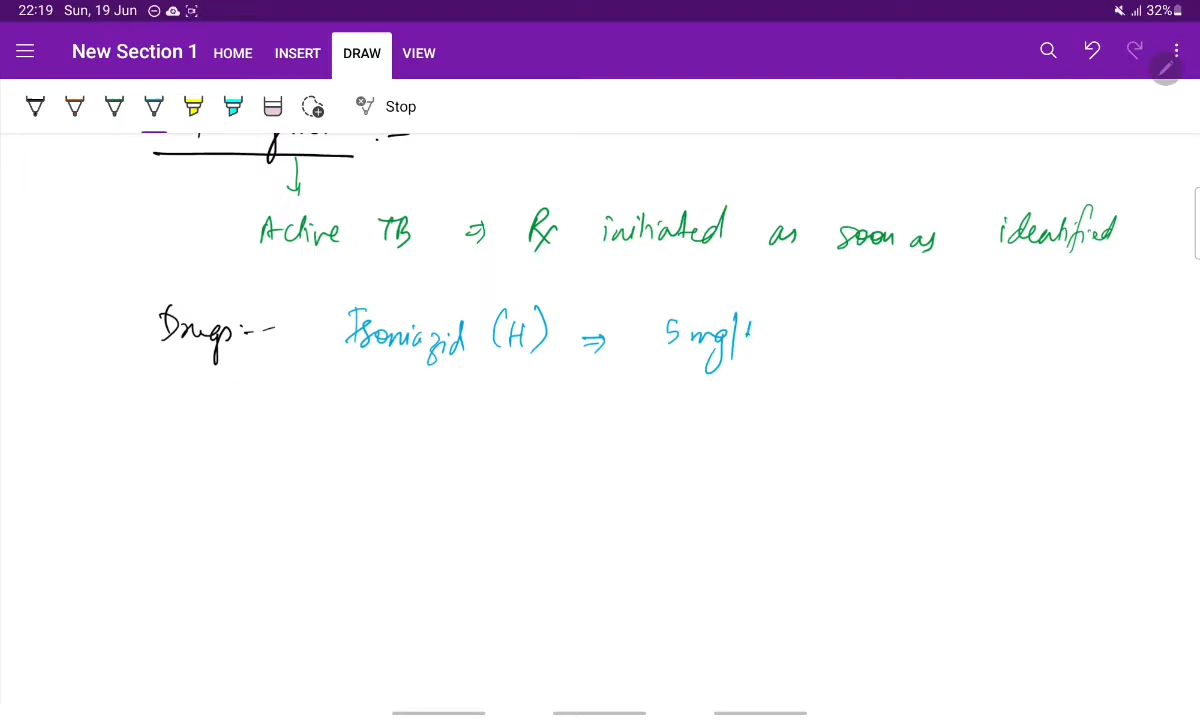 22:19 Sun, 19 Jun 32%
New Section 1 HOME INSERT DRAW VIEW
Stop
Active TB ⇒ Rx initiated as soon as identified
Drugs:-- Isoniazid (H) ⇒ 5 mg/